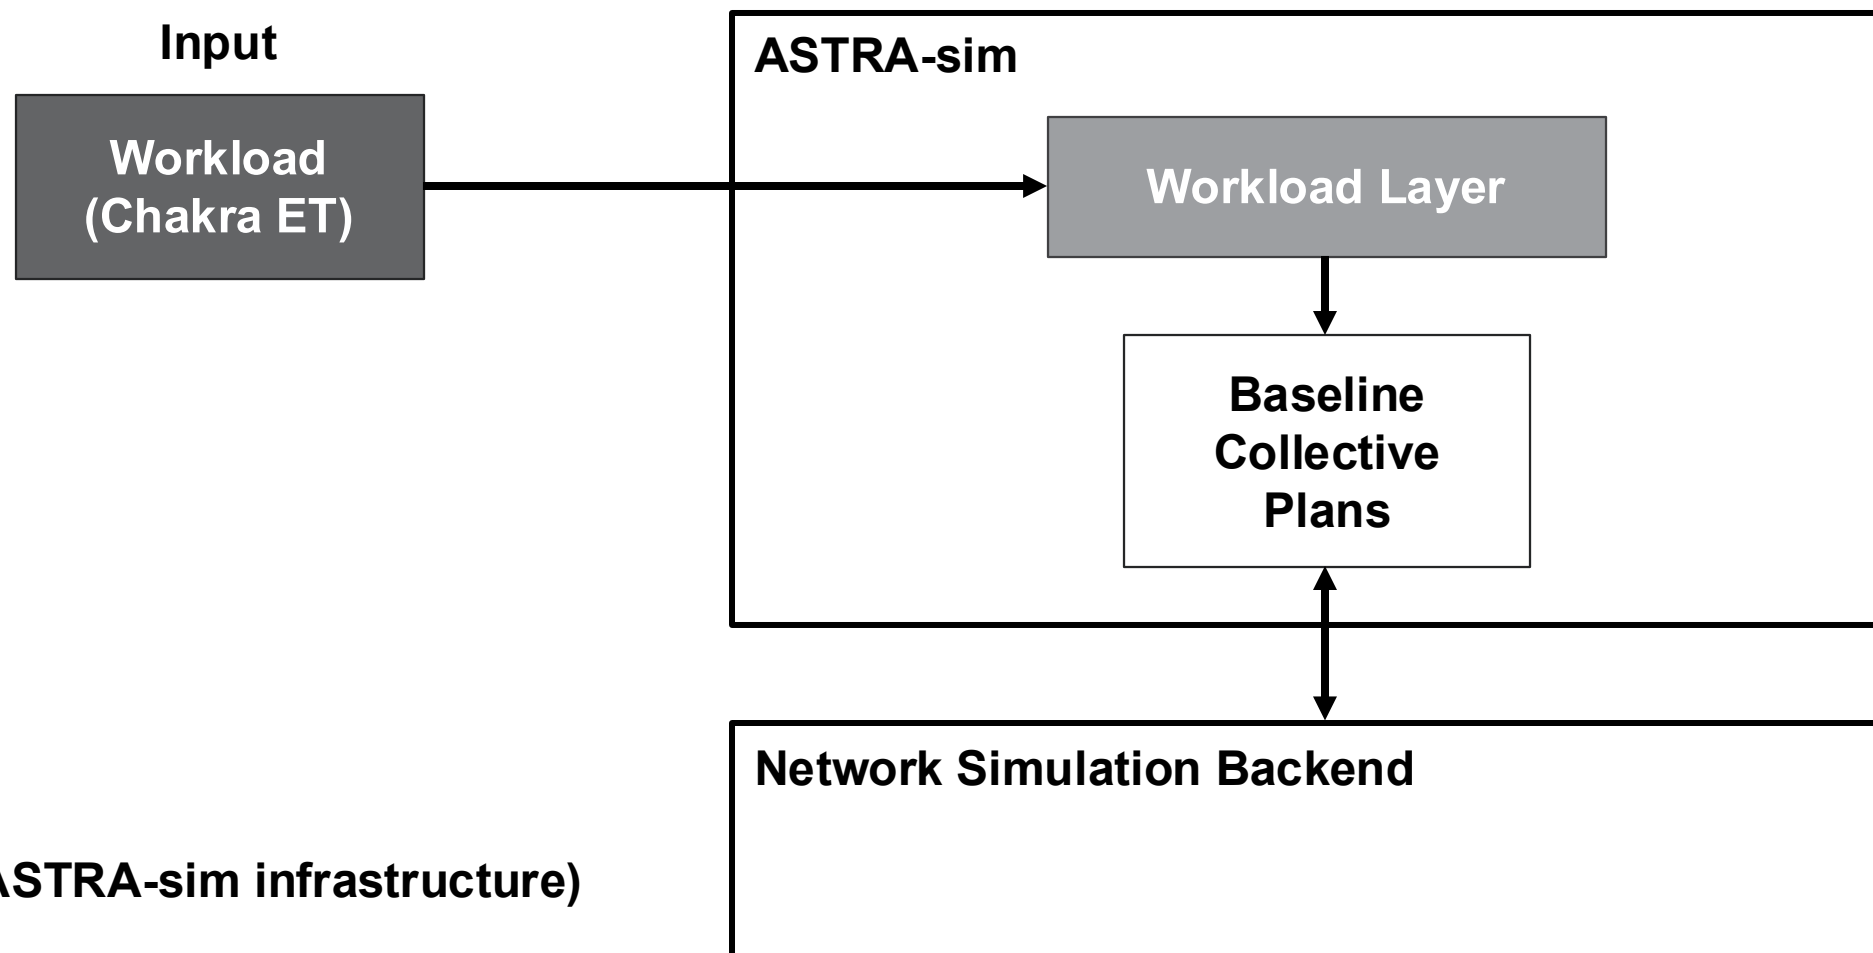 Input
ASTRA-sim
Workload
(Chakra ET)
Workload Layer
Baseline
Collective
Plans
Network Simulation Backend
ASTRA-sim infrastructure)